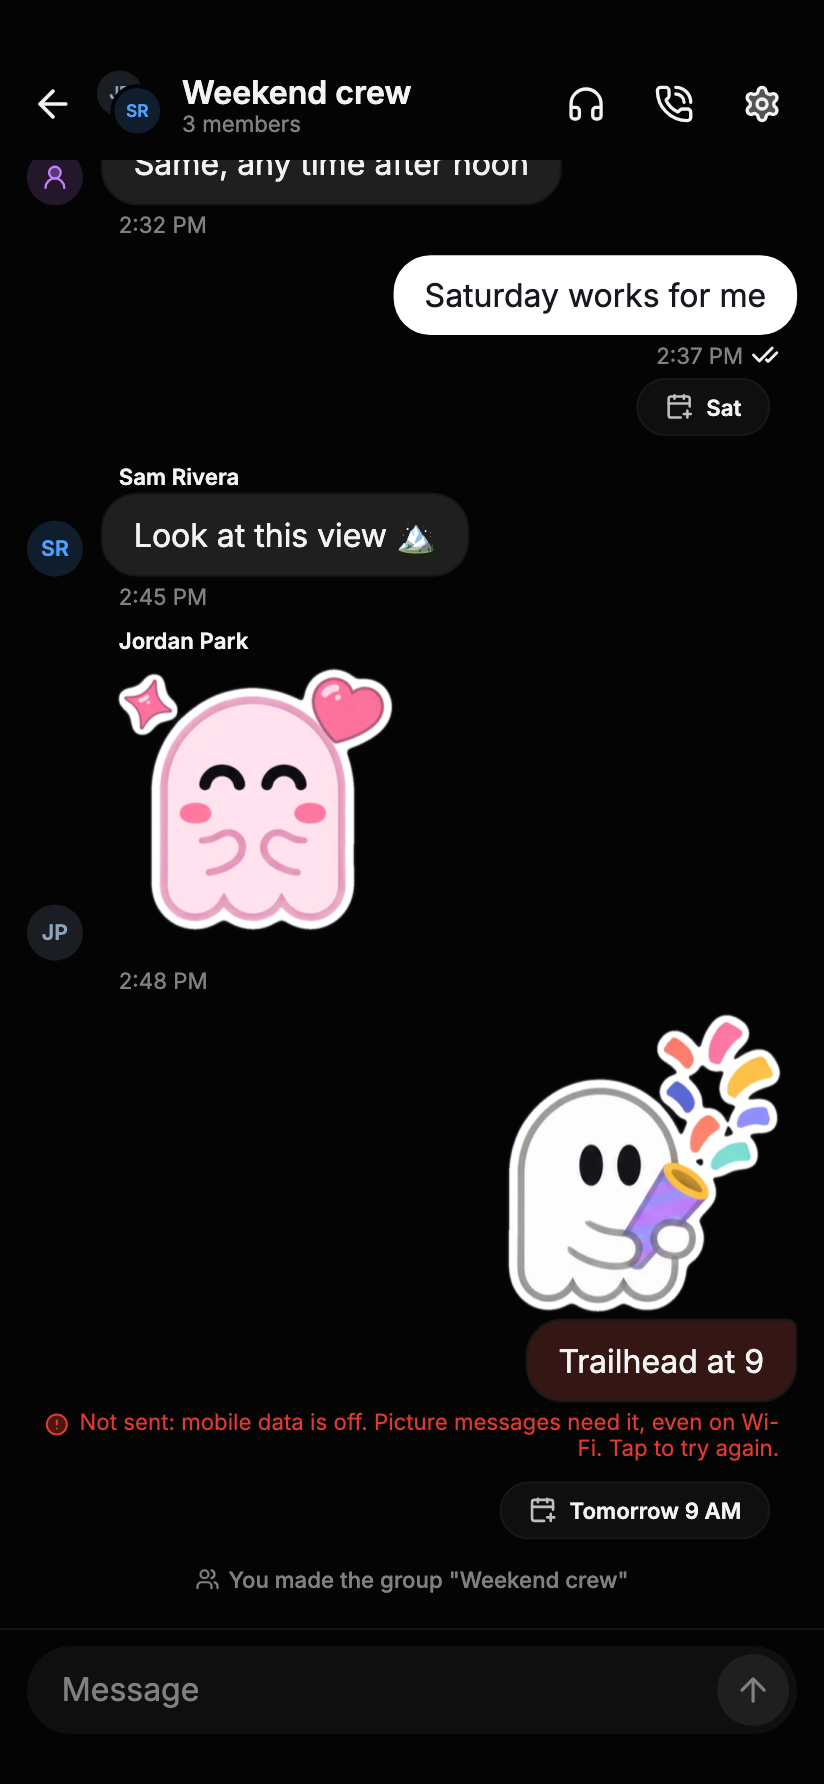 JP
SR
Weekend crew
3 members
Same, any time after noon
2:32 PM
Saturday works for me
2:37 PM
Sat
Sam Rivera
SR
Look at this view 🏔️
2:45 PM
Jordan Park
JP
2:48 PM
Trailhead at 9
Not sent: mobile data is off. Picture messages need it, even on Wi-
Fi. Tap to try again.
Tomorrow 9 AM
You made the group "Weekend crew"
Message